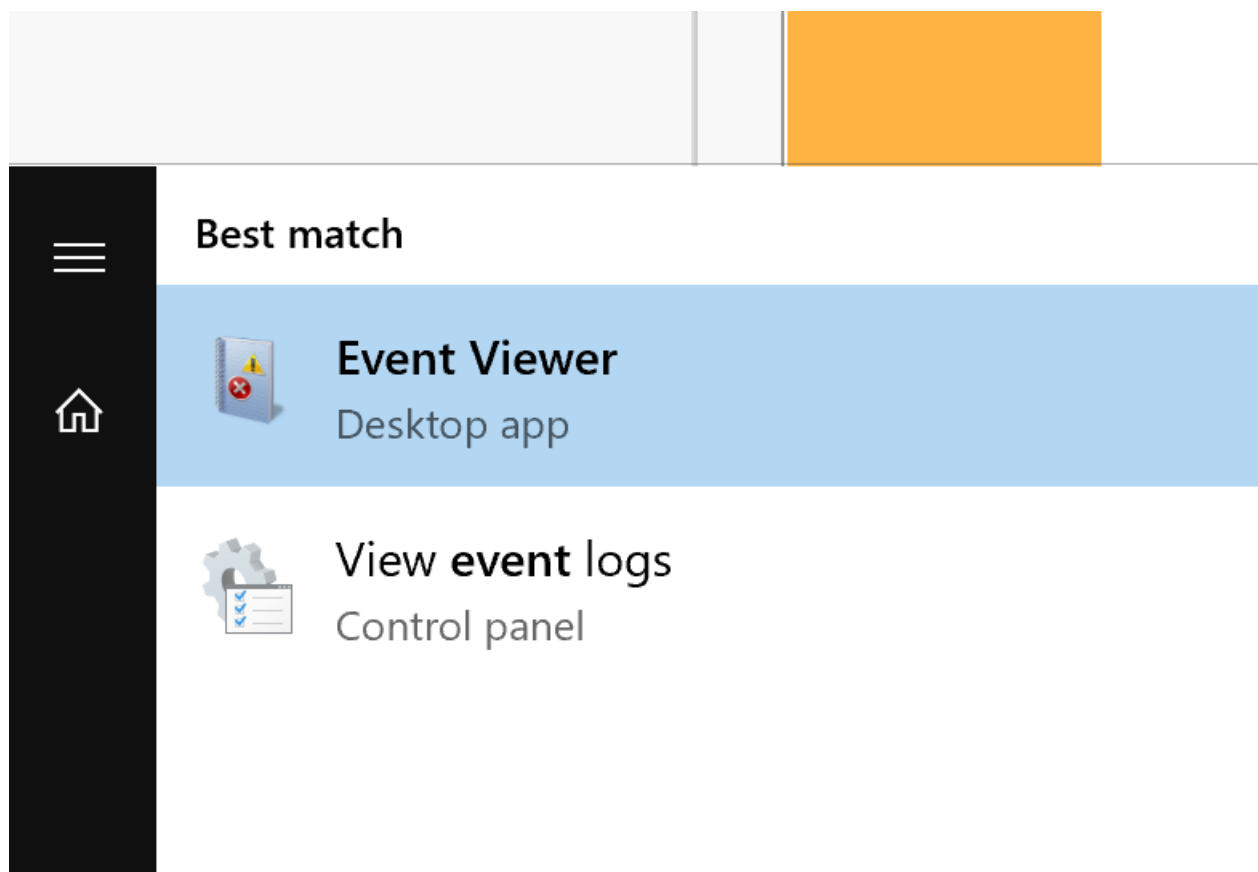 Best match
Event Viewer
Desktop app
View event logs
Control panel